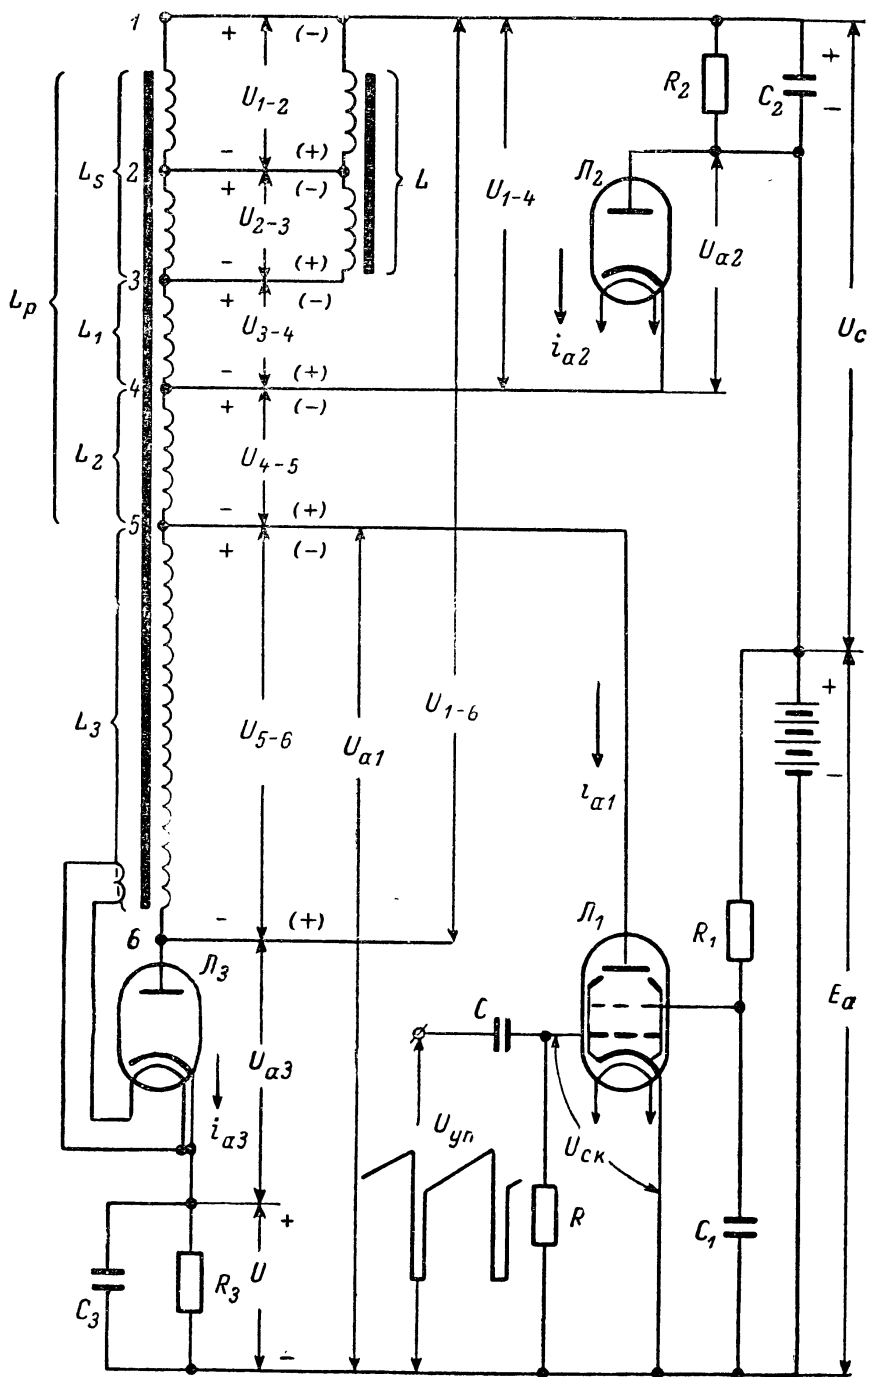 1
+ (-)
U1-2
R2
C2
+
-
- (+)
Ls
2
+ (-)
L
U2-3
U1-4
Л2
Ua2
- (+)
3
+ (-)
Lp
L1
U3-4
ia2
Uc
- (+)
4
+ (-)
L2
U4-5
- (+)
5
+ (-)
L3
U5-6
Ua1
U1-6
ia1
+
-
- (+)
6
Л3
Л1
R1
C
Ea
Ua3
ia3
Uуп
Uск
+
R
C1
C3
R3
U
-